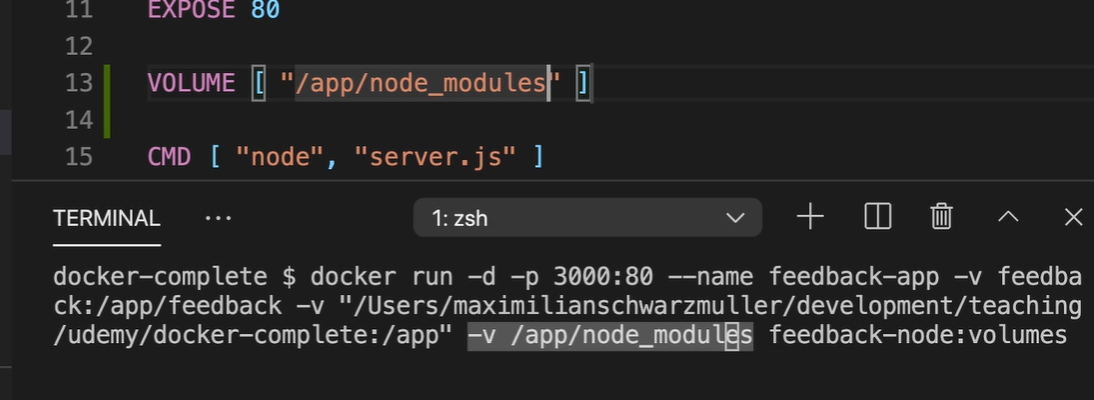 11 EXPOSE 80
12
13 VOLUME [ "/app/node_modules" ]
14
15 CMD [ "node", "server.js" ]
TERMINAL ··· 1: zsh
docker-complete $ docker run -d -p 3000:80 --name feedback-app -v feedba
ck:/app/feedback -v "/Users/maximilianschwarzmuller/development/teaching
/udemy/docker-complete:/app" -v /app/node_modules feedback-node:volumes